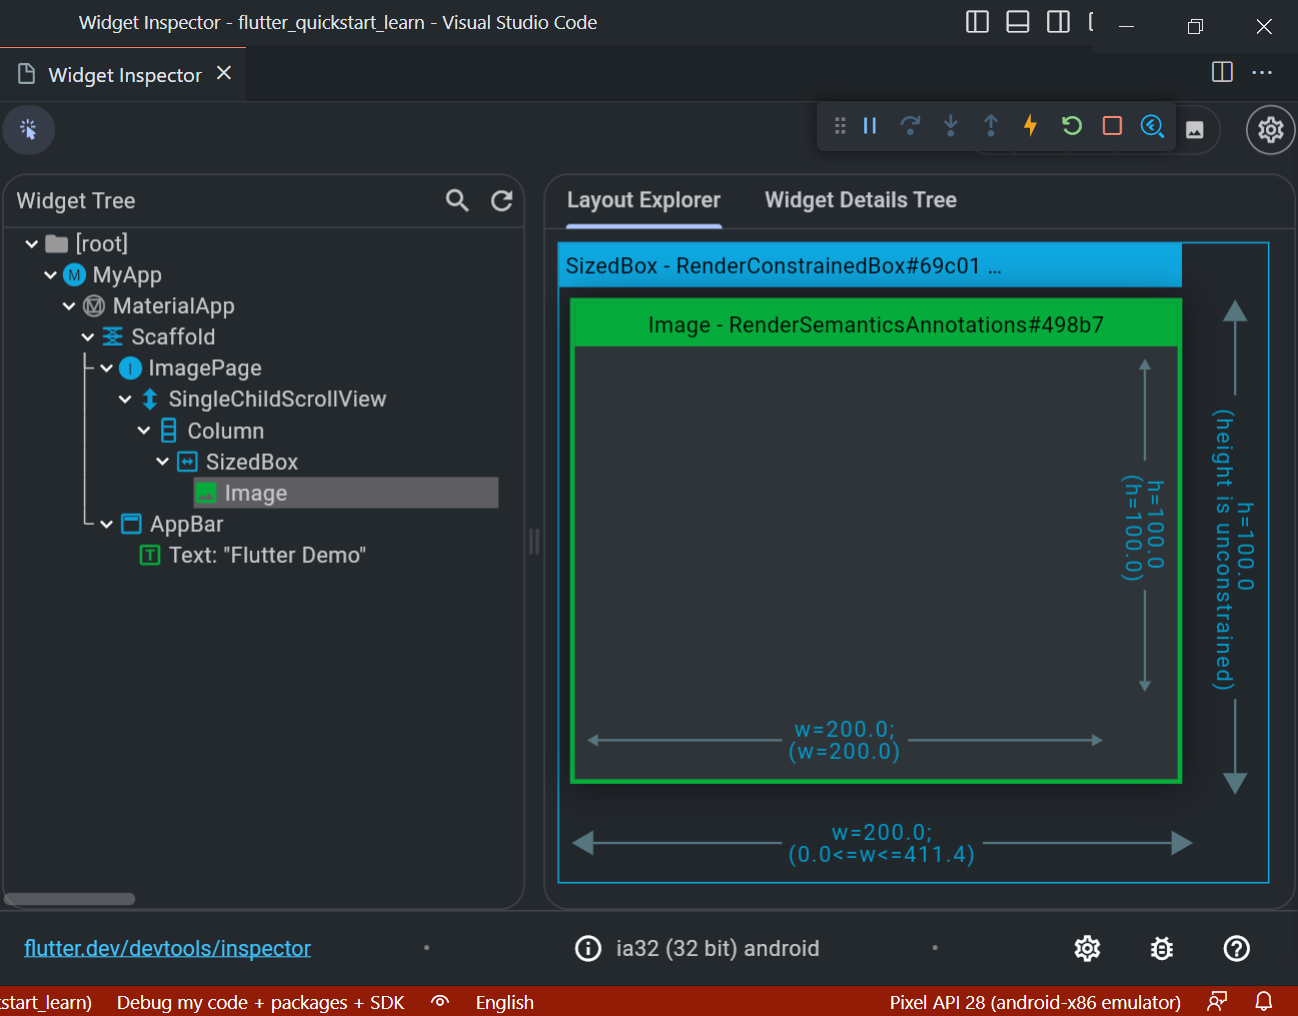 Widget Inspector - flutter_quickstart_learn - Visual Studio Code
Widget Inspector
Widget Tree
Layout Explorer
Widget Details Tree
[root]
M MyApp
MaterialApp
Scaffold
I ImagePage
SingleChildScrollView
Column
SizedBox
Image
AppBar
T Text: "Flutter Demo"
SizedBox - RenderConstrainedBox#69c01 ...
Image - RenderSemanticsAnnotations#498b7
h=100.0
(h=100.0)
w=200.0;
(w=200.0)
h=100.0
(height is unconstrained)
w=200.0;
(0.0<=w<=411.4)
flutter.dev/devtools/inspector
•
ia32 (32 bit) android
•
:start_learn)
Debug my code + packages + SDK
English
Pixel API 28 (android-x86 emulator)